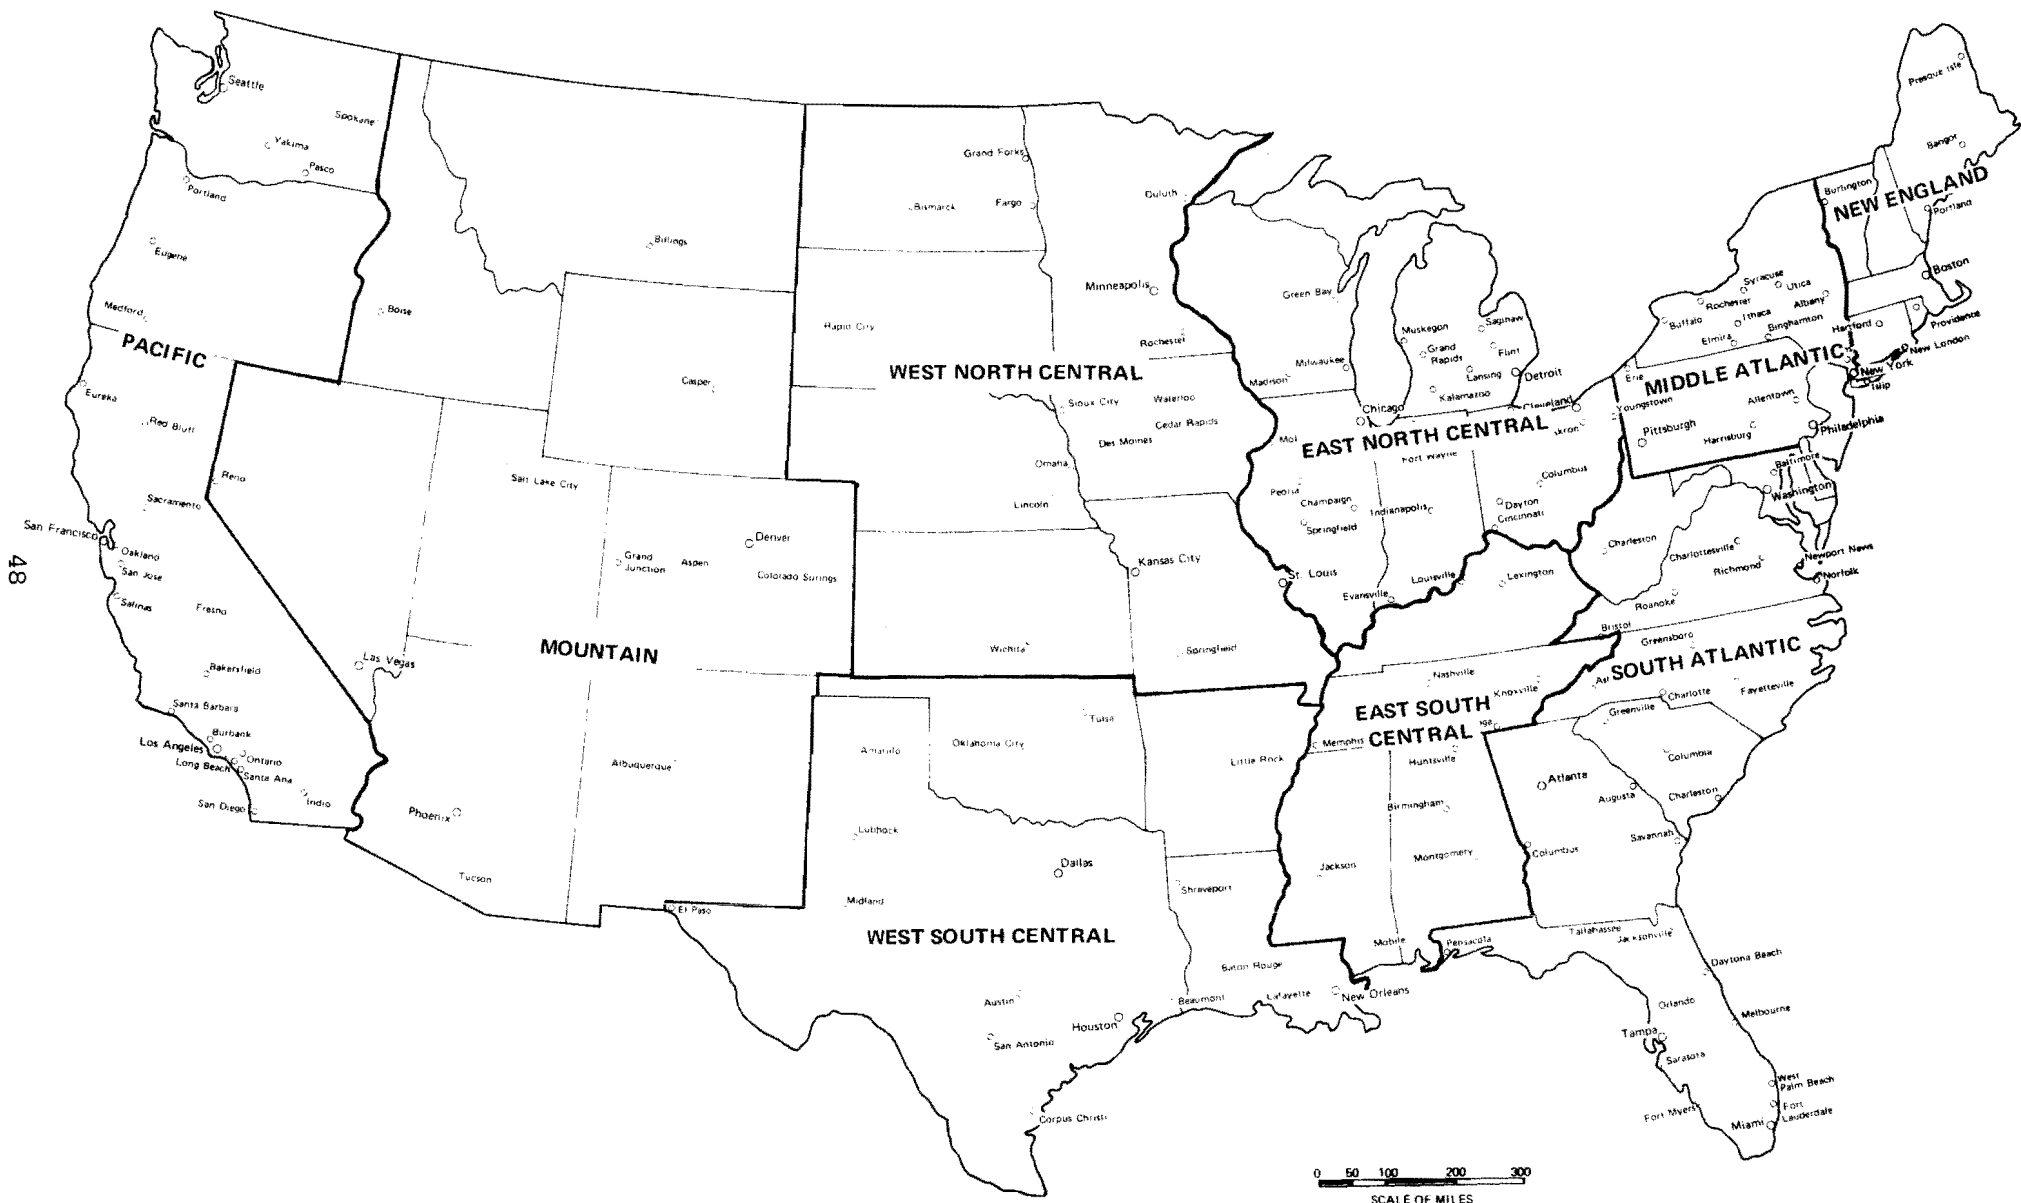 Seattle
Spokane
Yakima
Pasco
Portland
Eugene
Medford
PACIFIC
Eureka
Red Bluff
Reno
Sacramento
San Francisco
Oakland
San Jose
Salinas
Fresno
Bakersfield
Santa Barbara
Burbank
Los Angeles
Ontario
Long Beach
Santa Ana
Indio
San Diego
48
Billings
Boise
Casper
Salt Lake City
Denver
Grand
Junction
Aspen
Colorado Springs
MOUNTAIN
Las Vegas
Albuquerque
Phoenix
Tucson
Grand Forks
Bismarck
Fargo
Duluth
Minneapolis
Rapid City
Rochester
WEST NORTH CENTRAL
Sioux City
Waterloo
Cedar Rapids
Des Moines
Omaha
Lincoln
Kansas City
St. Louis
Wichita
Springfield
Tulsa
Amarillo
Oklahoma City
Little Rock
Lubbock
Dallas
Midland
Shreveport
El Paso
WEST SOUTH CENTRAL
Baton Rouge
Austin
Beaumont
Lafayette
New Orleans
Houston
San Antonio
Corpus Christi
Green Bay
Milwaukee
Madison
Muskegon
Saginaw
Grand
Rapids
Flint
Lansing
Detroit
Kalamazoo
Chicago
Cleveland
Youngstown
Mol
EAST NORTH CENTRAL
kron
Fort Wayne
Columbus
Peoria
Champaign
Springfield
Indianapolis
Dayton
Cincinnati
Evansville
Louisville
Lexington
Nashville
Knoxville
EAST SOUTH
CENTRAL
ga
Memphis
Huntsville
Birmingham
Jackson
Montgomery
Mobile
Presque Isle
Bangor
Burlington
NEW ENGLAND
Portland
Boston
Providence
Hartford
New London
Syracuse
Utica
Rochester
Albany
Buffalo
Ithaca
Binghamton
Elmira
Erie
MIDDLE ATLANTIC
New York
Islip
Allentown
Pittsburgh
Harrisburg
Philadelphia
Baltimore
Washington
Charleston
Charlottesville
Newport News
Richmond
Norfolk
Roanoke
Bristol
Greensboro
SOUTH ATLANTIC
As
Charlotte
Fayetteville
Greenville
Columbia
Atlanta
Augusta
Charleston
Savannah
Columbus
Pensacola
Tallahassee
Jacksonville
Daytona Beach
Orlando
Melbourne
Tampa
Sarasota
West
Palm Beach
Fort Myers
Fort
Lauderdale
Miami
0 50 100 200 300
SCALE OF MILES